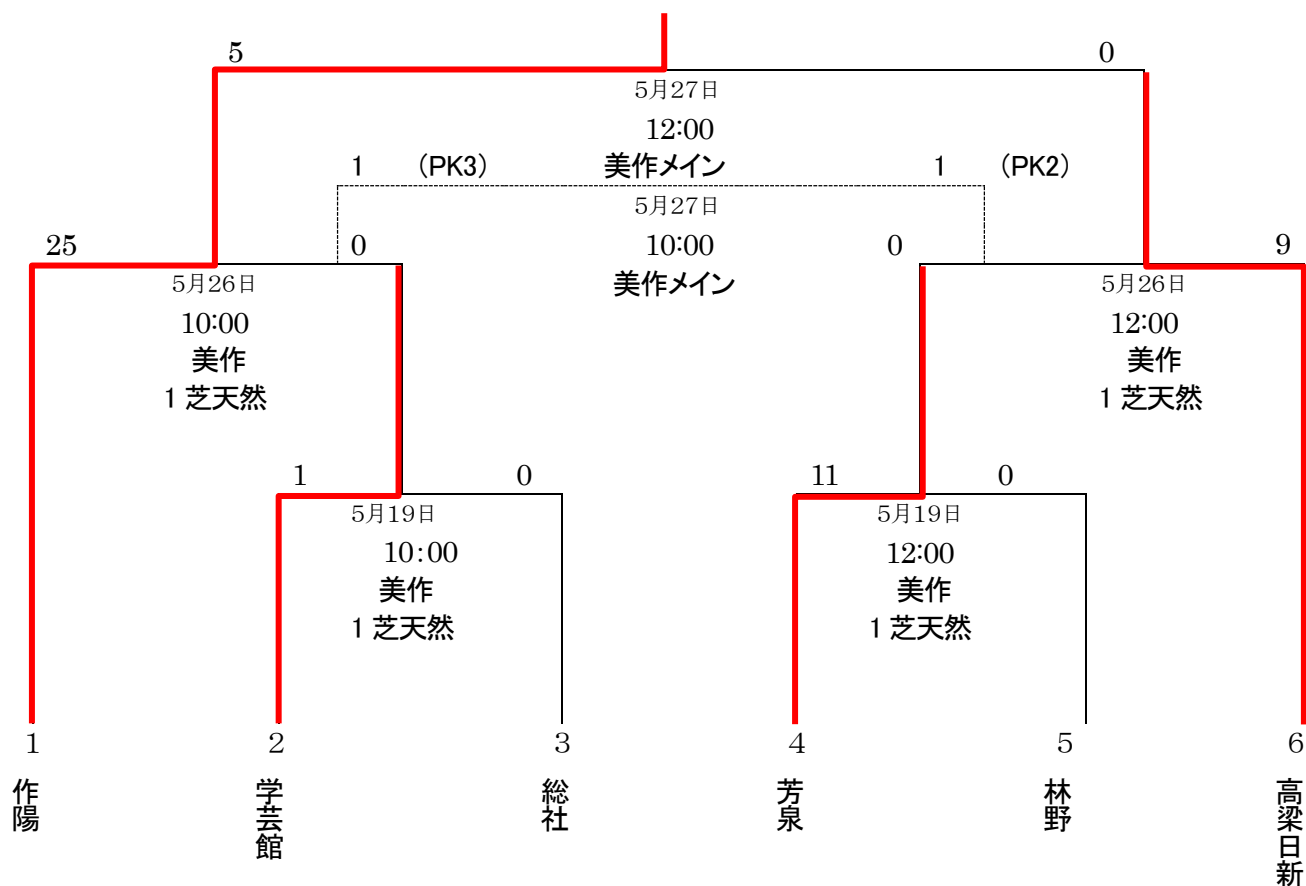 5 0
5月27日
12:00
美作メイン
1 (PK3) 1 (PK2)
5月27日
10:00
美作メイン
25 0 0 9
5月26日
10:00
美作
1 芝天然
5月26日
12:00
美作
1 芝天然
1 0 11 0
5月19日
10:00
美作
1 芝天然
5月19日
12:00
美作
1 芝天然
1 2 3 4 5 6
作陽
学芸館
総社
芳泉
林野
高梁日新